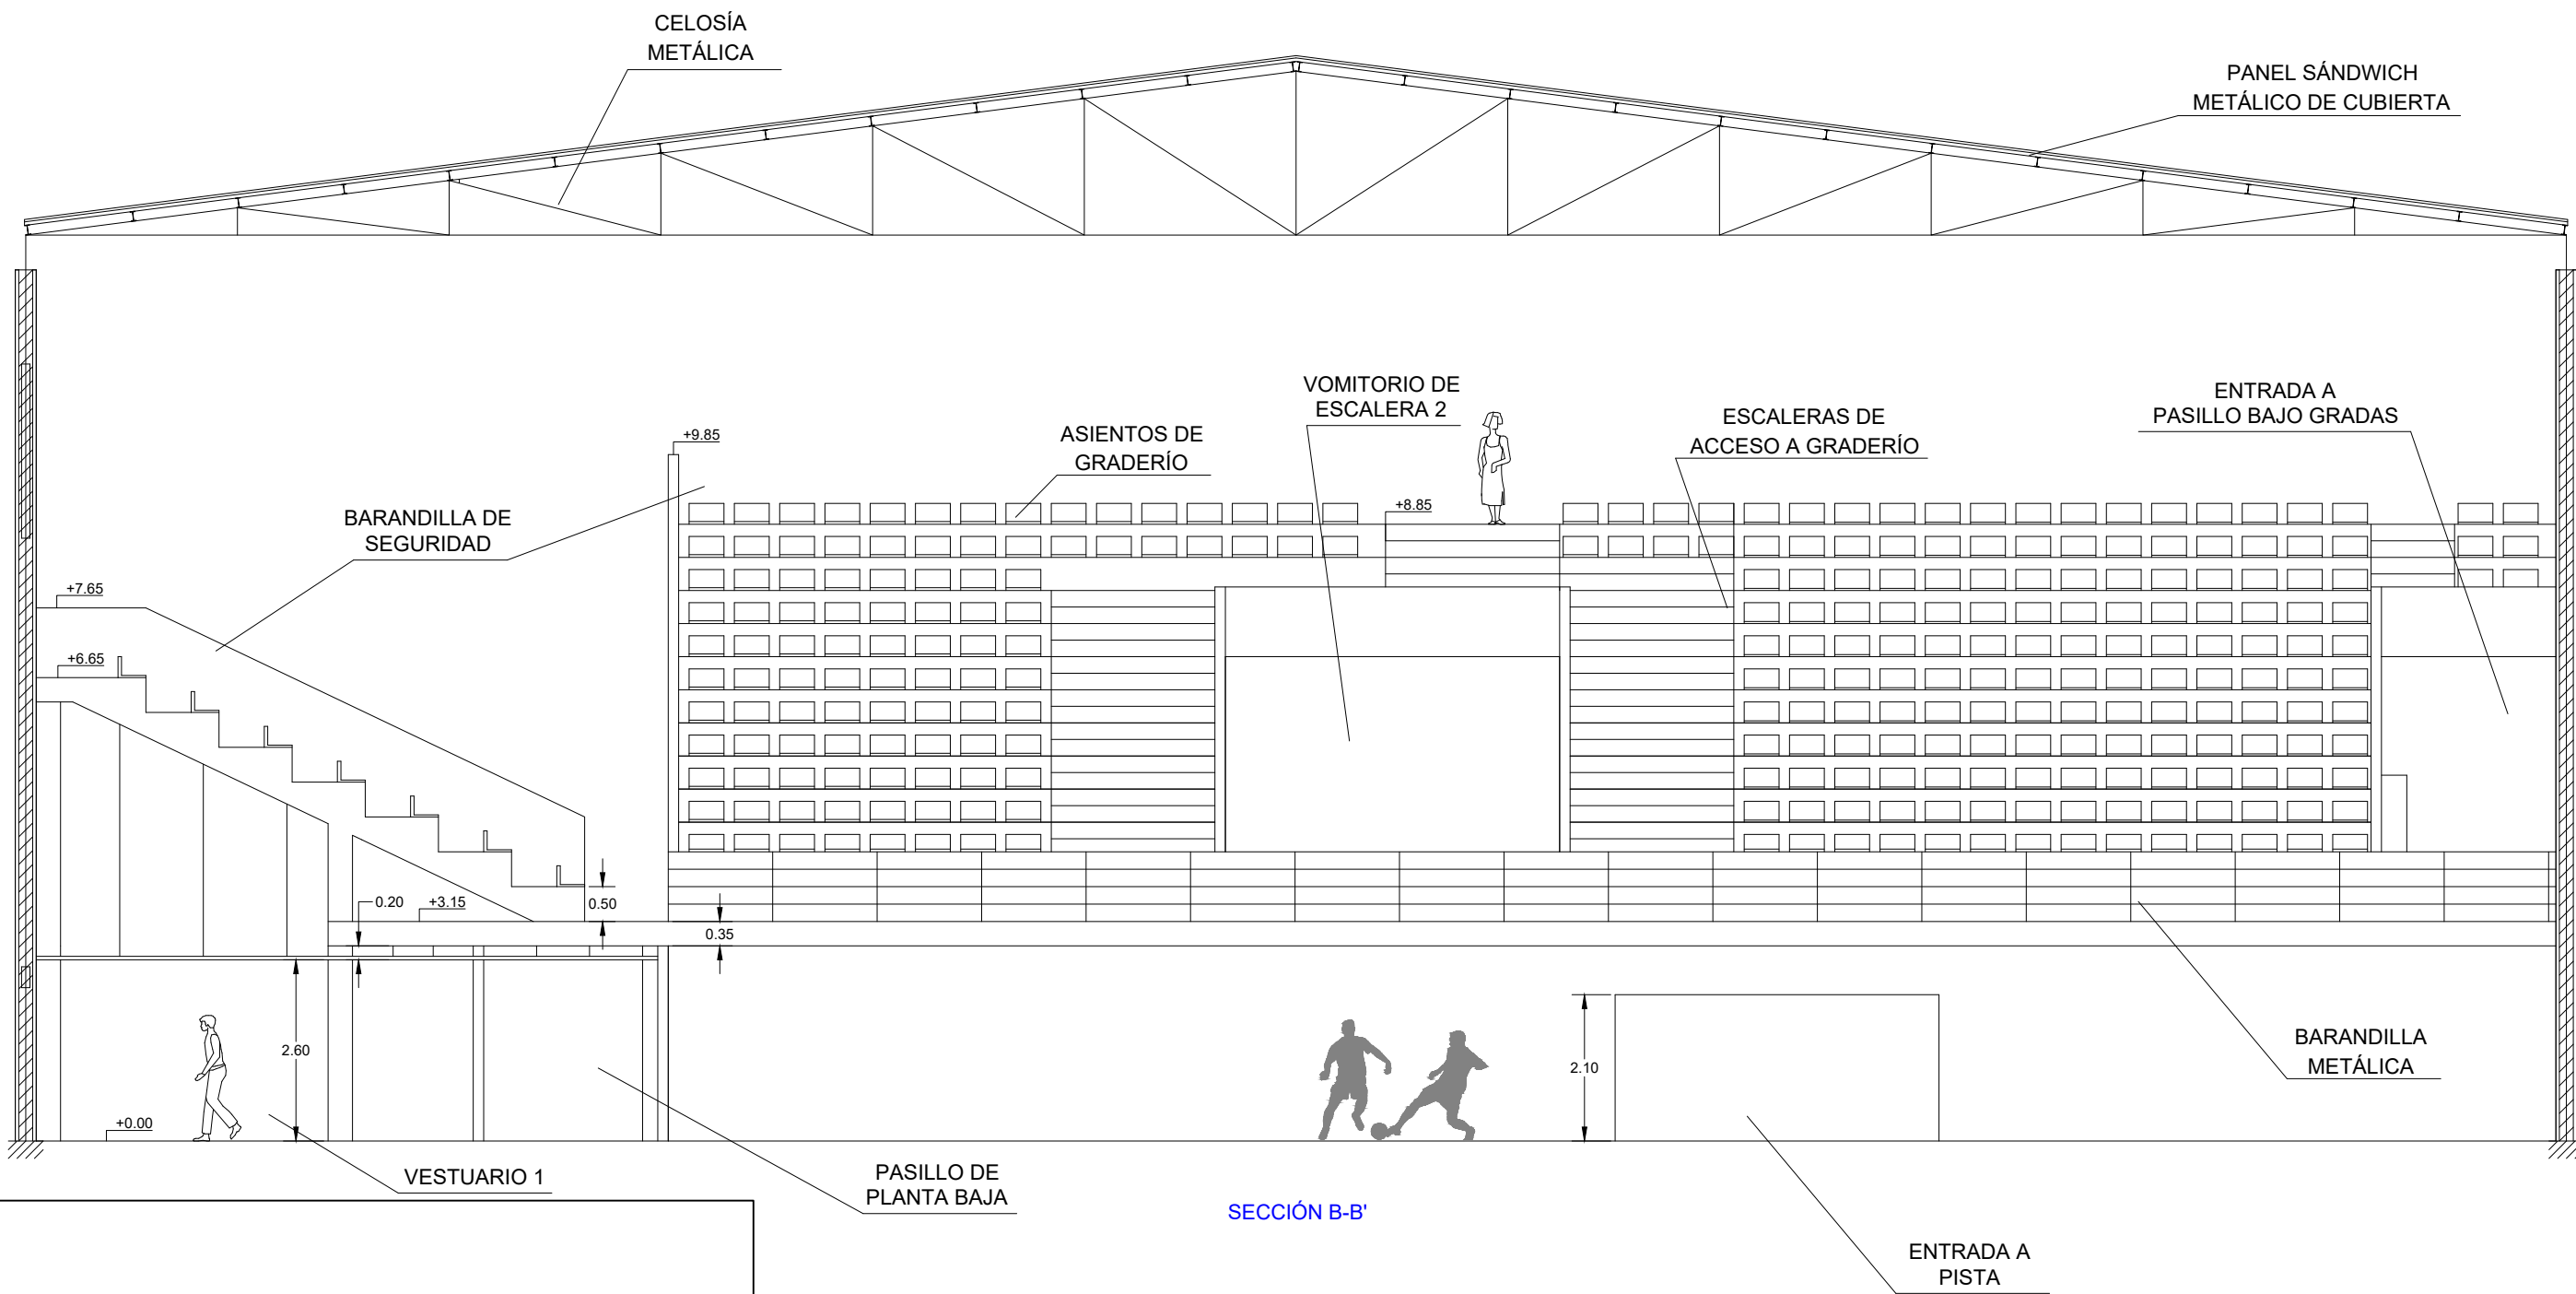 CELOSÍA
METÁLICA
PANEL SÁNDWICH
METÁLICO DE CUBIERTA
VOMITORIO DE
ESCALERA 2
ENTRADA A
PASILLO BAJO GRADAS
ESCALERAS DE
ACCESO A GRADERÍO
ASIENTOS DE
GRADERÍO
+9.85
BARANDILLA DE
SEGURIDAD
+8.85
+7.65
+6.65
0.20
+3.15
0.50
0.35
2.60
2.10
BARANDILLA
METÁLICA
+0.00
VESTUARIO 1
PASILLO DE
PLANTA BAJA
SECCIÓN B-B'
ENTRADA A
PISTA